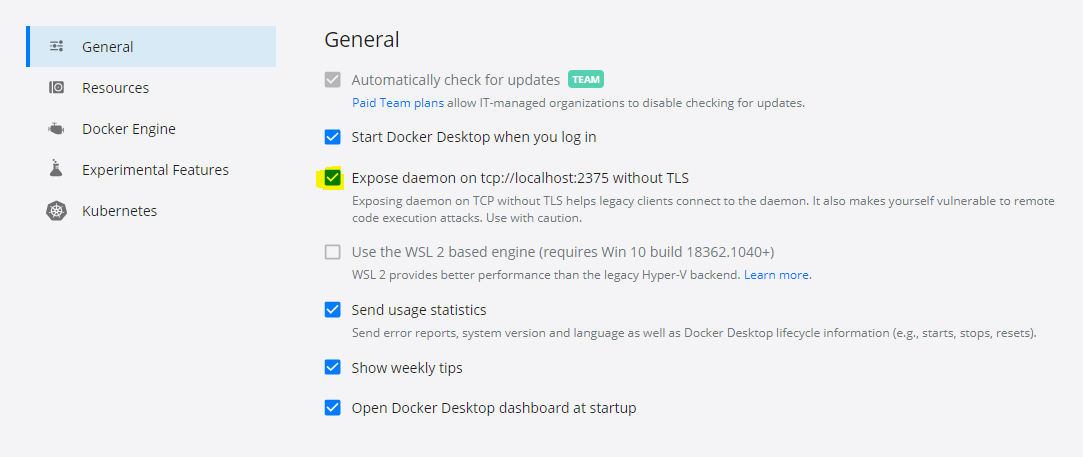 General
Resources
Docker Engine
Experimental Features
Kubernetes
General
Automatically check for updates TEAM
Paid Team plans allow IT-managed organizations to disable checking for updates.
Start Docker Desktop when you log in
Expose daemon on tcp://localhost:2375 without TLS
Exposing daemon on TCP without TLS helps legacy clients connect to the daemon. It also makes yourself vulnerable to remote
code execution attacks. Use with caution.
Use the WSL 2 based engine (requires Win 10 build 18362.1040+)
WSL 2 provides better performance than the legacy Hyper-V backend. Learn more.
Send usage statistics
Send error reports, system version and language as well as Docker Desktop lifecycle information (e.g., starts, stops, resets).
Show weekly tips
Open Docker Desktop dashboard at startup